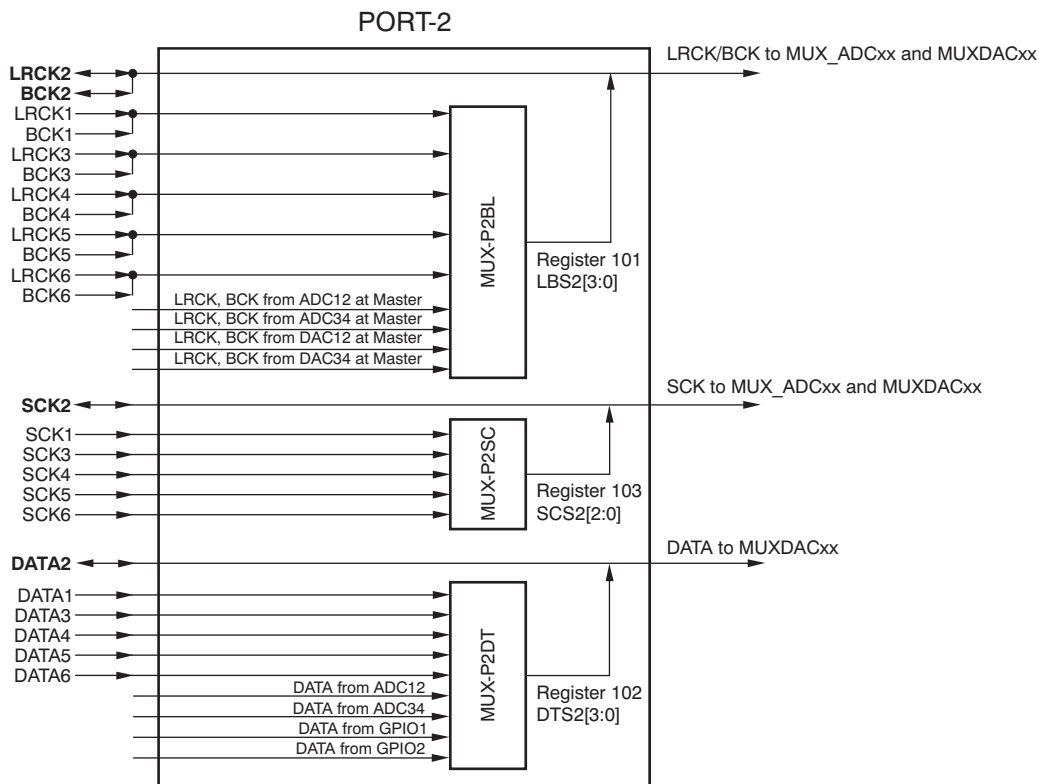 PORT-2
LRCK/BCK to MUX_ADCxx and MUXDACxx
LRCK2
BCK2
LRCK1
BCK1
LRCK3
BCK3
LRCK4
BCK4
LRCK5
BCK5
LRCK6
BCK6
LRCK, BCK from ADC12 at Master
LRCK, BCK from ADC34 at Master
LRCK, BCK from DAC12 at Master
LRCK, BCK from DAC34 at Master
MUX-P2BL
Register 101
LBS2[3:0]
SCK to MUX_ADCxx and MUXDACxx
SCK2
SCK1
SCK3
SCK4
SCK5
SCK6
MUX-P2SC
Register 103
SCS2[2:0]
DATA to MUXDACxx
DATA2
DATA1
DATA3
DATA4
DATA5
DATA6
DATA from ADC12
DATA from ADC34
DATA from GPIO1
DATA from GPIO2
MUX-P2DT
Register 102
DTS2[3:0]